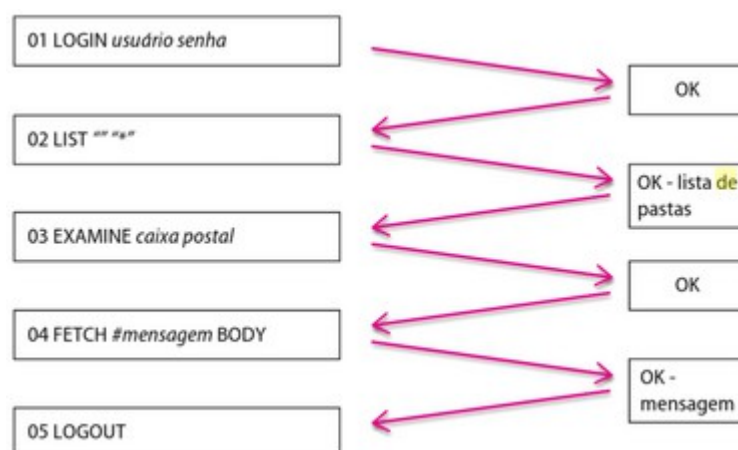 01 LOGIN usuário senha
OK
02 LIST “” “*”
OK - lista de
pastas
03 EXAMINE caixa postal
OK
04 FETCH #mensagem BODY
OK -
mensagem
05 LOGOUT